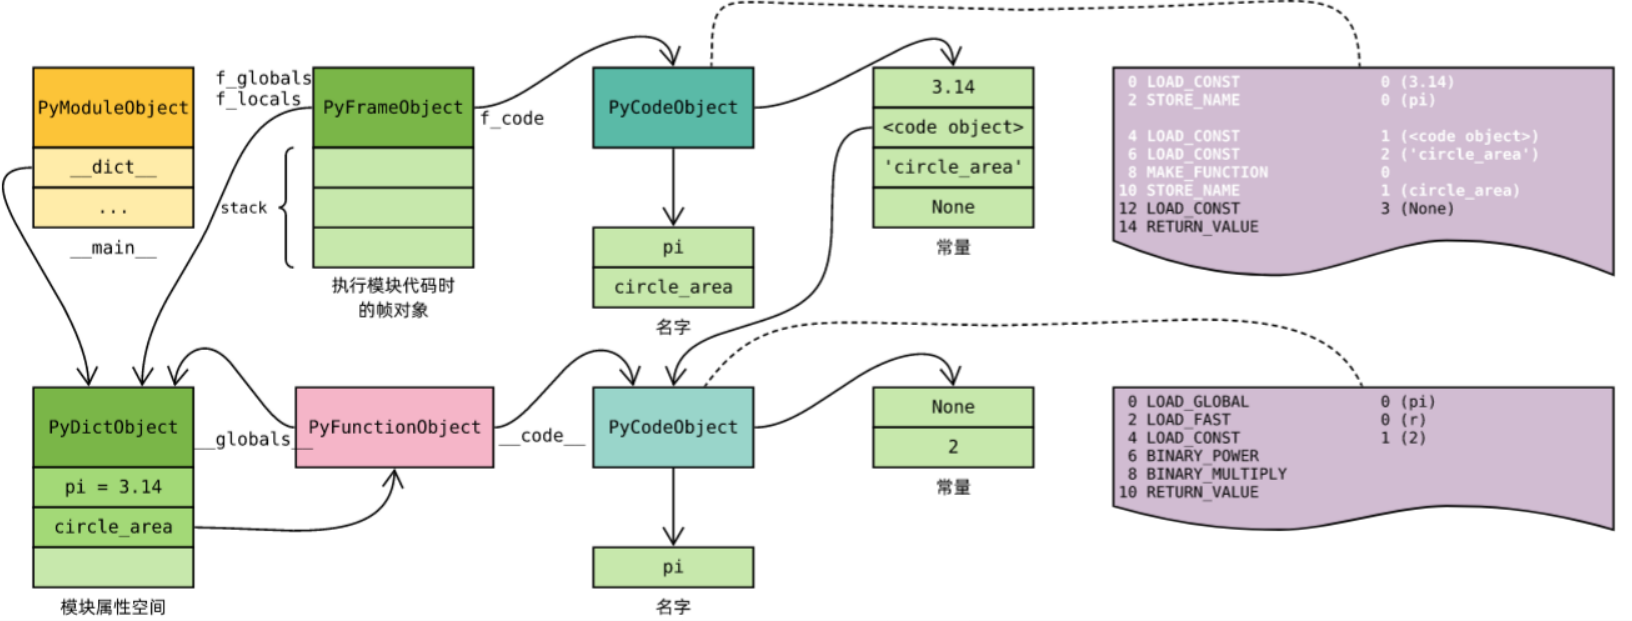 PyModuleObject
__dict__
...
__main__
f_globals
f_locals
PyFrameObject
f_code
stack
执行模块代码时
的帧对象
PyCodeObject
pi
circle_area
名字
3.14
<code object>
'circle_area'
None
常量
0 LOAD_CONST 0 (3.14)
2 STORE_NAME 0 (pi)
4 LOAD_CONST 1 (<code object>)
6 LOAD_CONST 2 ('circle_area')
8 MAKE_FUNCTION 0
10 STORE_NAME 1 (circle_area)
12 LOAD_CONST 3 (None)
14 RETURN_VALUE
PyDictObject
pi = 3.14
circle_area
模块属性空间
__globals__
PyFunctionObject
__code__
PyCodeObject
pi
名字
None
2
常量
0 LOAD_GLOBAL 0 (pi)
2 LOAD_FAST 0 (r)
4 LOAD_CONST 1 (2)
6 BINARY_POWER
8 BINARY_MULTIPLY
10 RETURN_VALUE